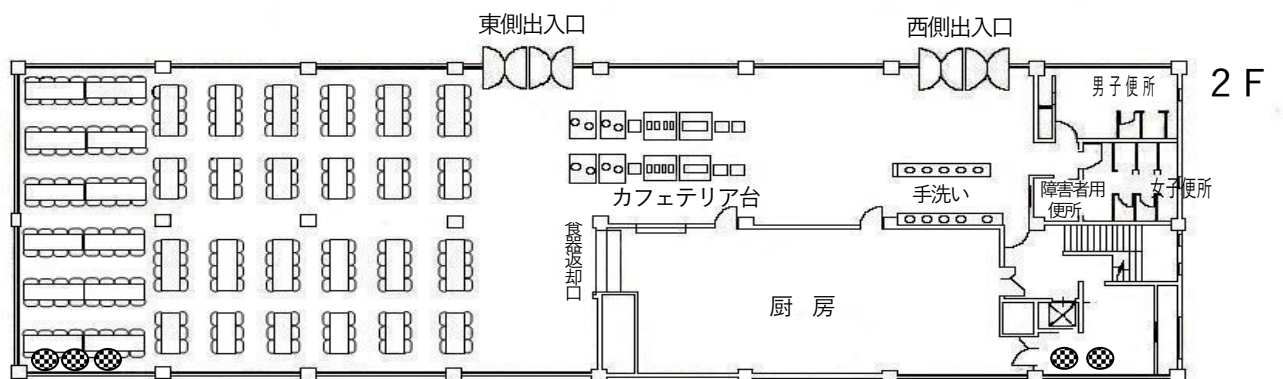 東側出入口
西側出入口
男子便所
2F
カフェテリア台
手洗い
障害者用
便所
女子便所
食器返却口
厨房